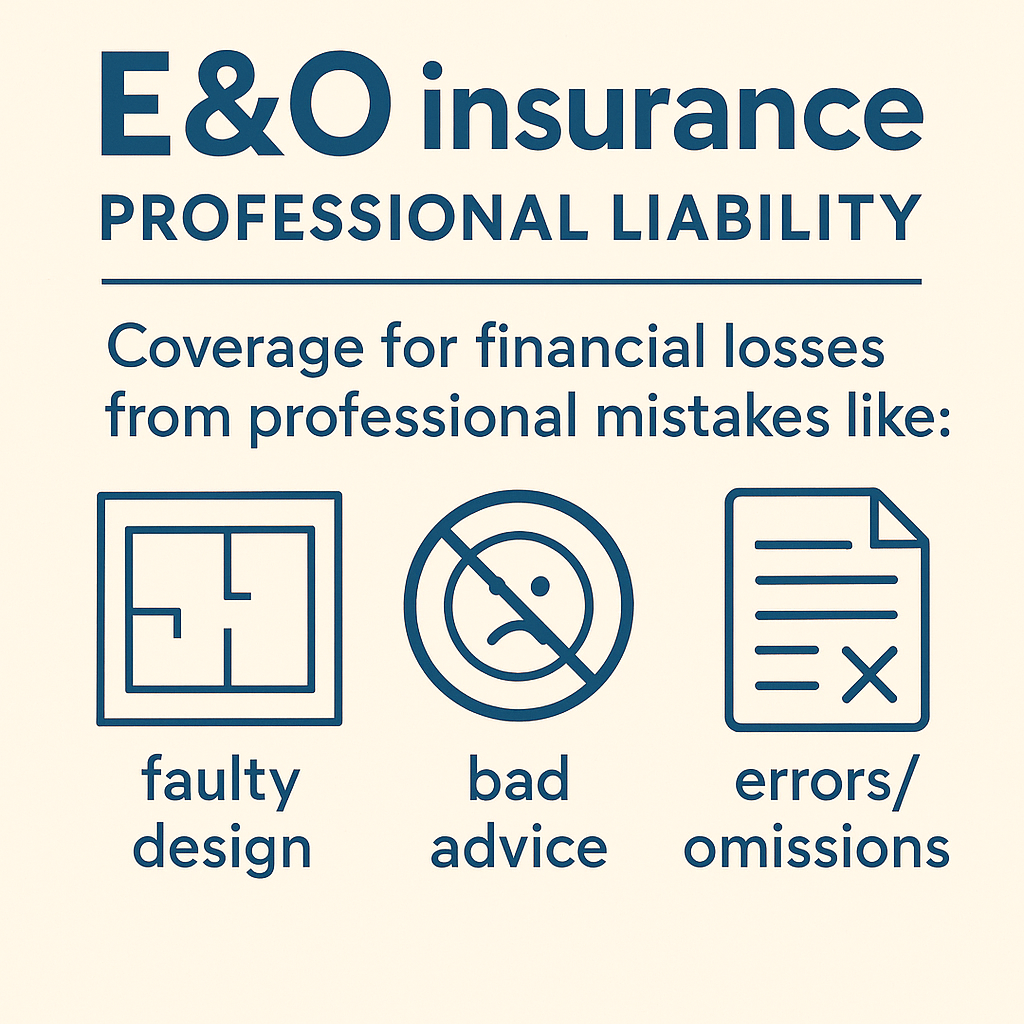 E&O insurance
PROFESSIONAL LIABILITY
Coverage for financial losses
from professional mistakes like:
faulty
design
bad
advice
errors/
omissions